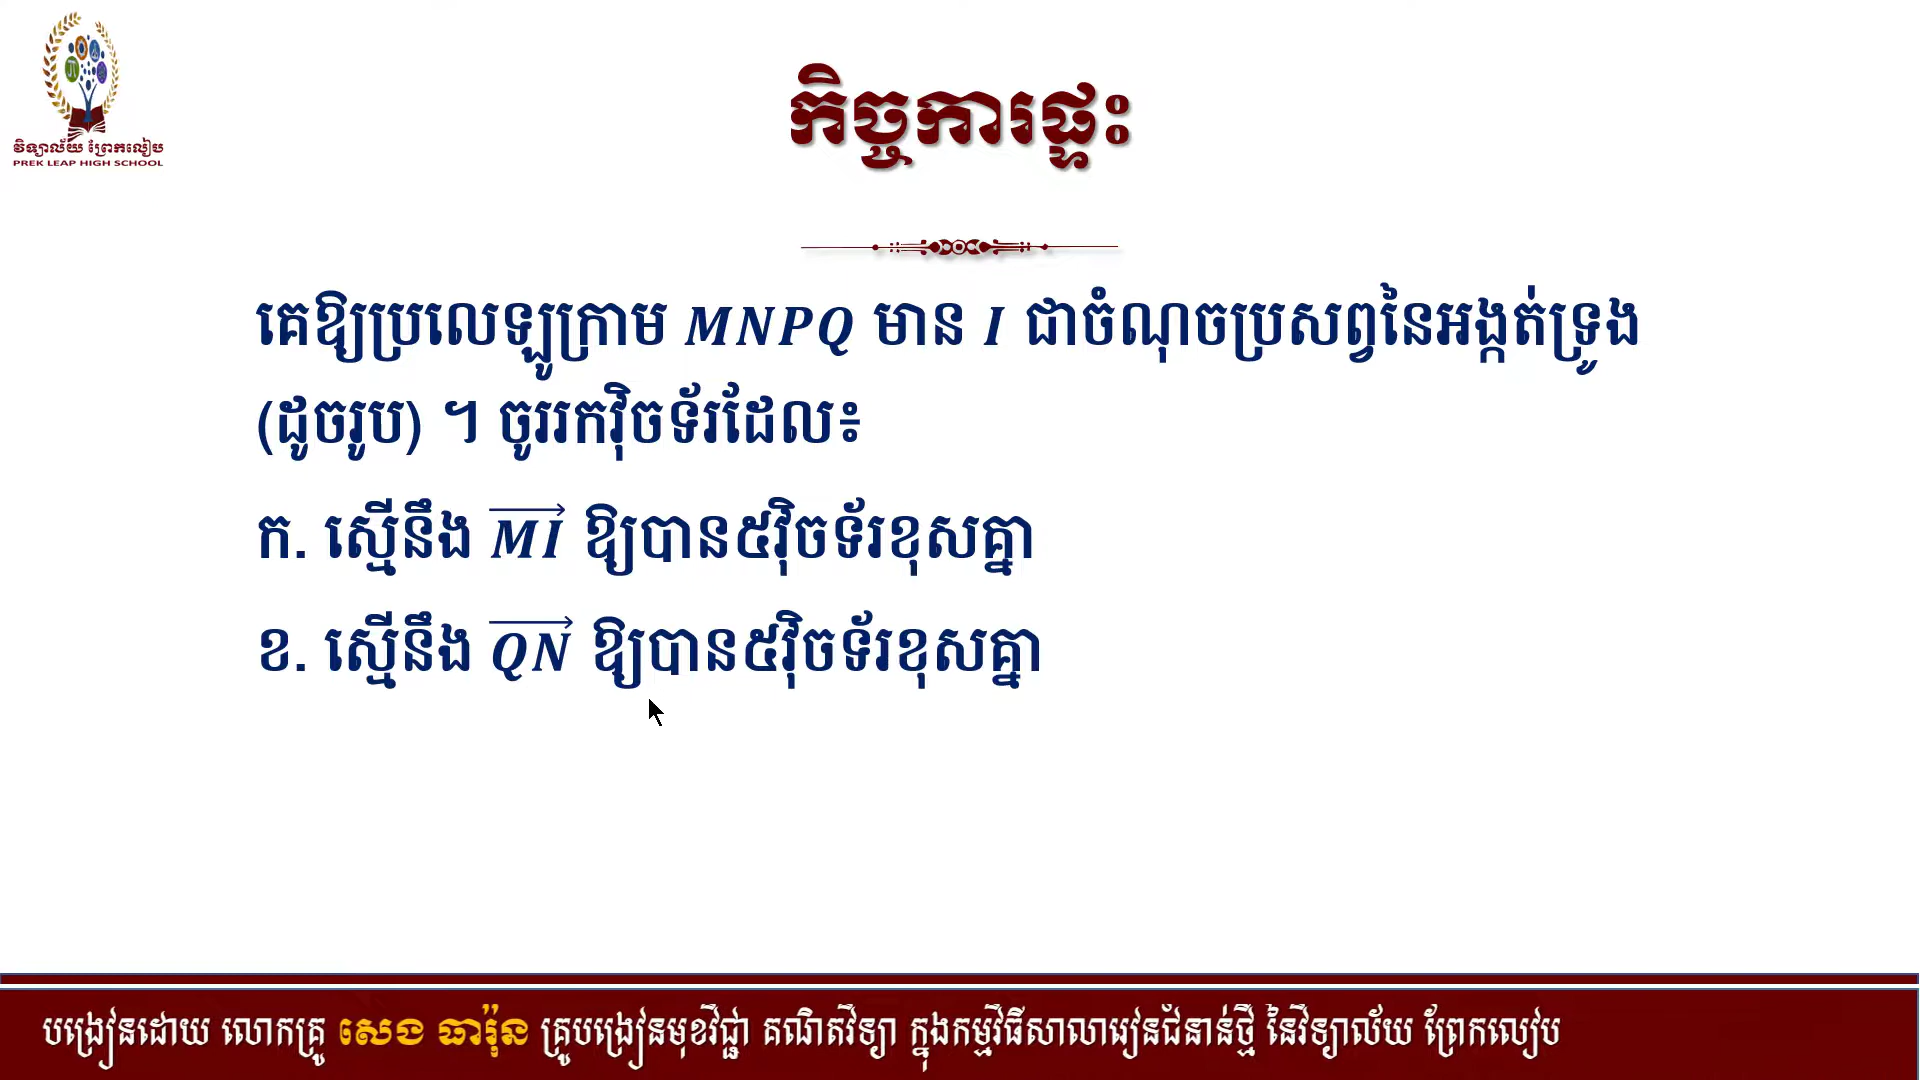 វិទ្យាល័យ ព្រែកលៀប
PREK LEAP HIGH SCHOOL
កិច្ចការផ្ទះ
គេឱ្យប្រលេឡូក្រាម MNPQ មាន I ជាចំណុចប្រសព្វនៃអង្កត់ទ្រូង
(ដូចរូប) ។ ចូររកវ៉ិចទ័រដែល៖
ក. ស្មើនឹង \overrightarrow{MI} ឱ្យបាន៥វ៉ិចទ័រខុសគ្នា
ខ. ស្មើនឹង \overrightarrow{QN} ឱ្យបាន៥វ៉ិចទ័រខុសគ្នា
បង្រៀនដោយ លោកគ្រូ សេង ធារ៉ុន គ្រូបង្រៀនមុខវិជ្ជា គណិតវិទ្យា ក្នុងកម្មវិធីសាលារៀនជំនាន់ថ្មី នៃវិទ្យាល័យ ព្រែកលៀប